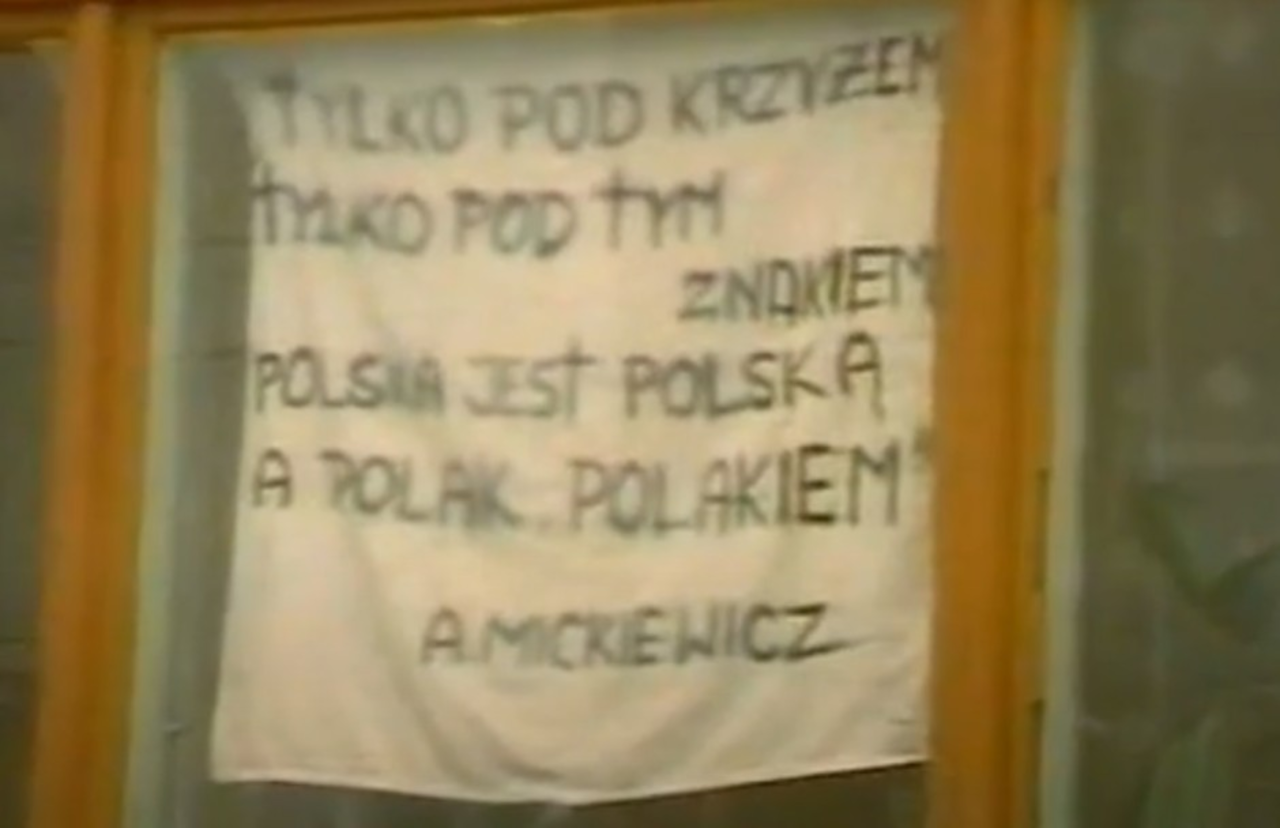 TYLKO POD KRZYŻEM
TYLKO POD TYM
ZNAKIEM
POLSKA JEST POLSKĄ
A POLAK POLAKIEM"
A. MICKIEWICZ